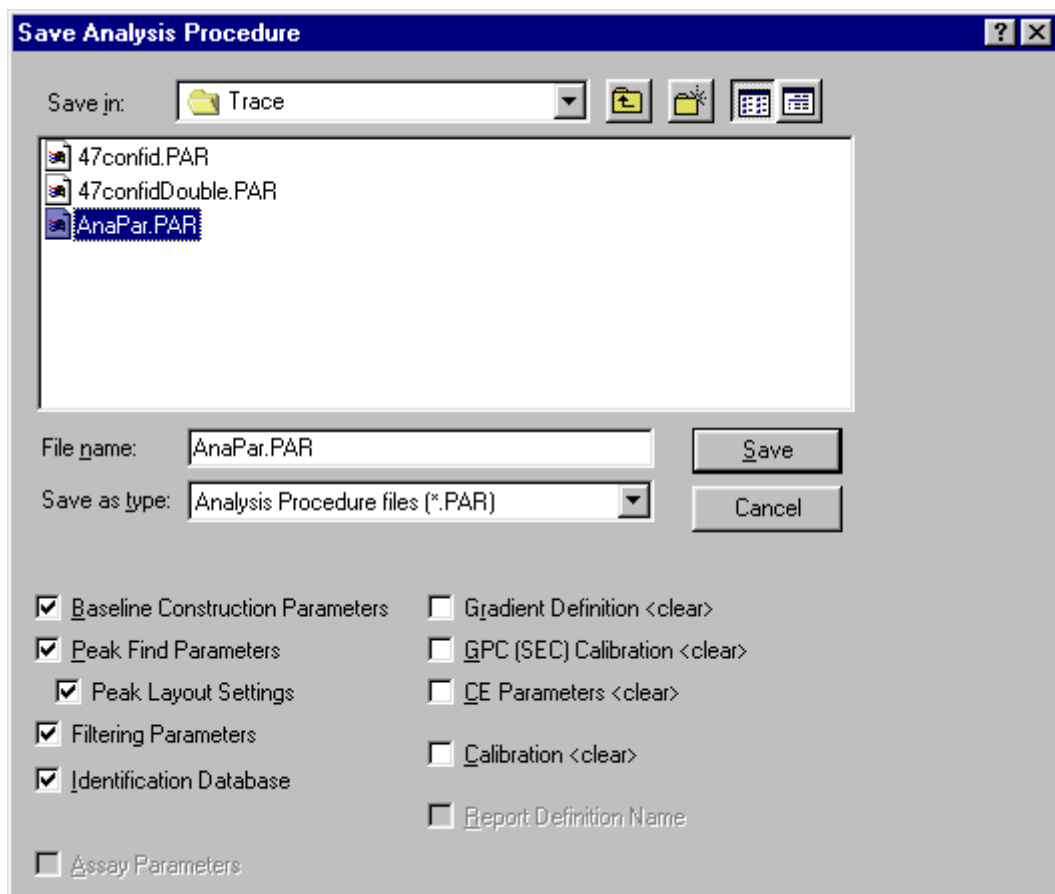 Save Analysis Procedure
Save in: Trace
47confid.PAR
47confidDouble.PAR
AnaPar.PAR
File name: AnaPar.PAR Save
Save as type: Analysis Procedure files (*.PAR) Cancel
Baseline Construction Parameters Gradient Definition <clear>
Peak Find Parameters GPC (SEC) Calibration <clear>
Peak Layout Settings CE Parameters <clear>
Filtering Parameters
Calibration <clear>
Identification Database
Report Definition Name
Assay Parameters